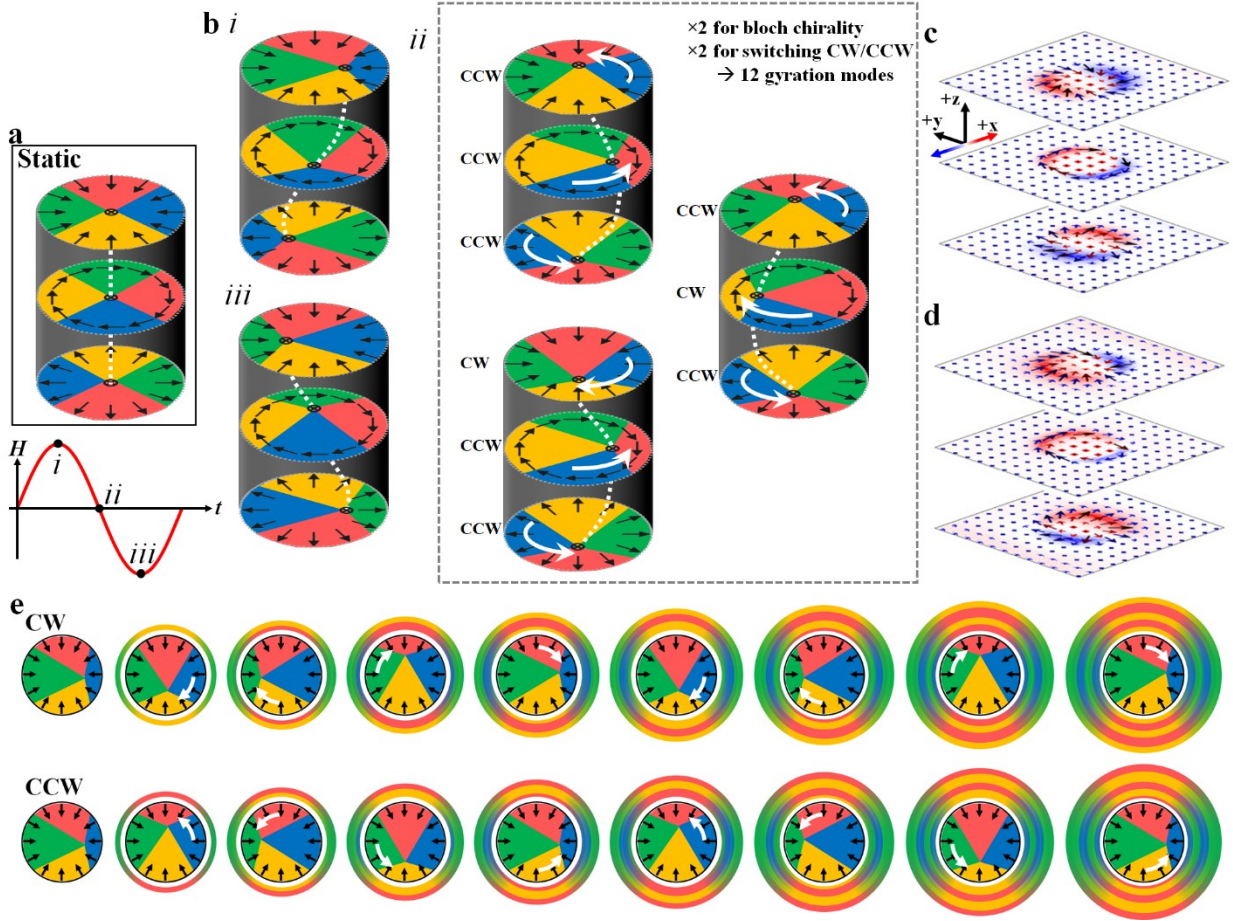 a
Static
H
t
i
ii
iii
b
i
ii
iii
×2 for bloch chirality
×2 for switching CW/CCW
→ 12 gyration modes
CCW
CCW
CCW
CW
CCW
CCW
CCW
CW
CCW
c
+z
+y
+x
d
e
CW
CCW